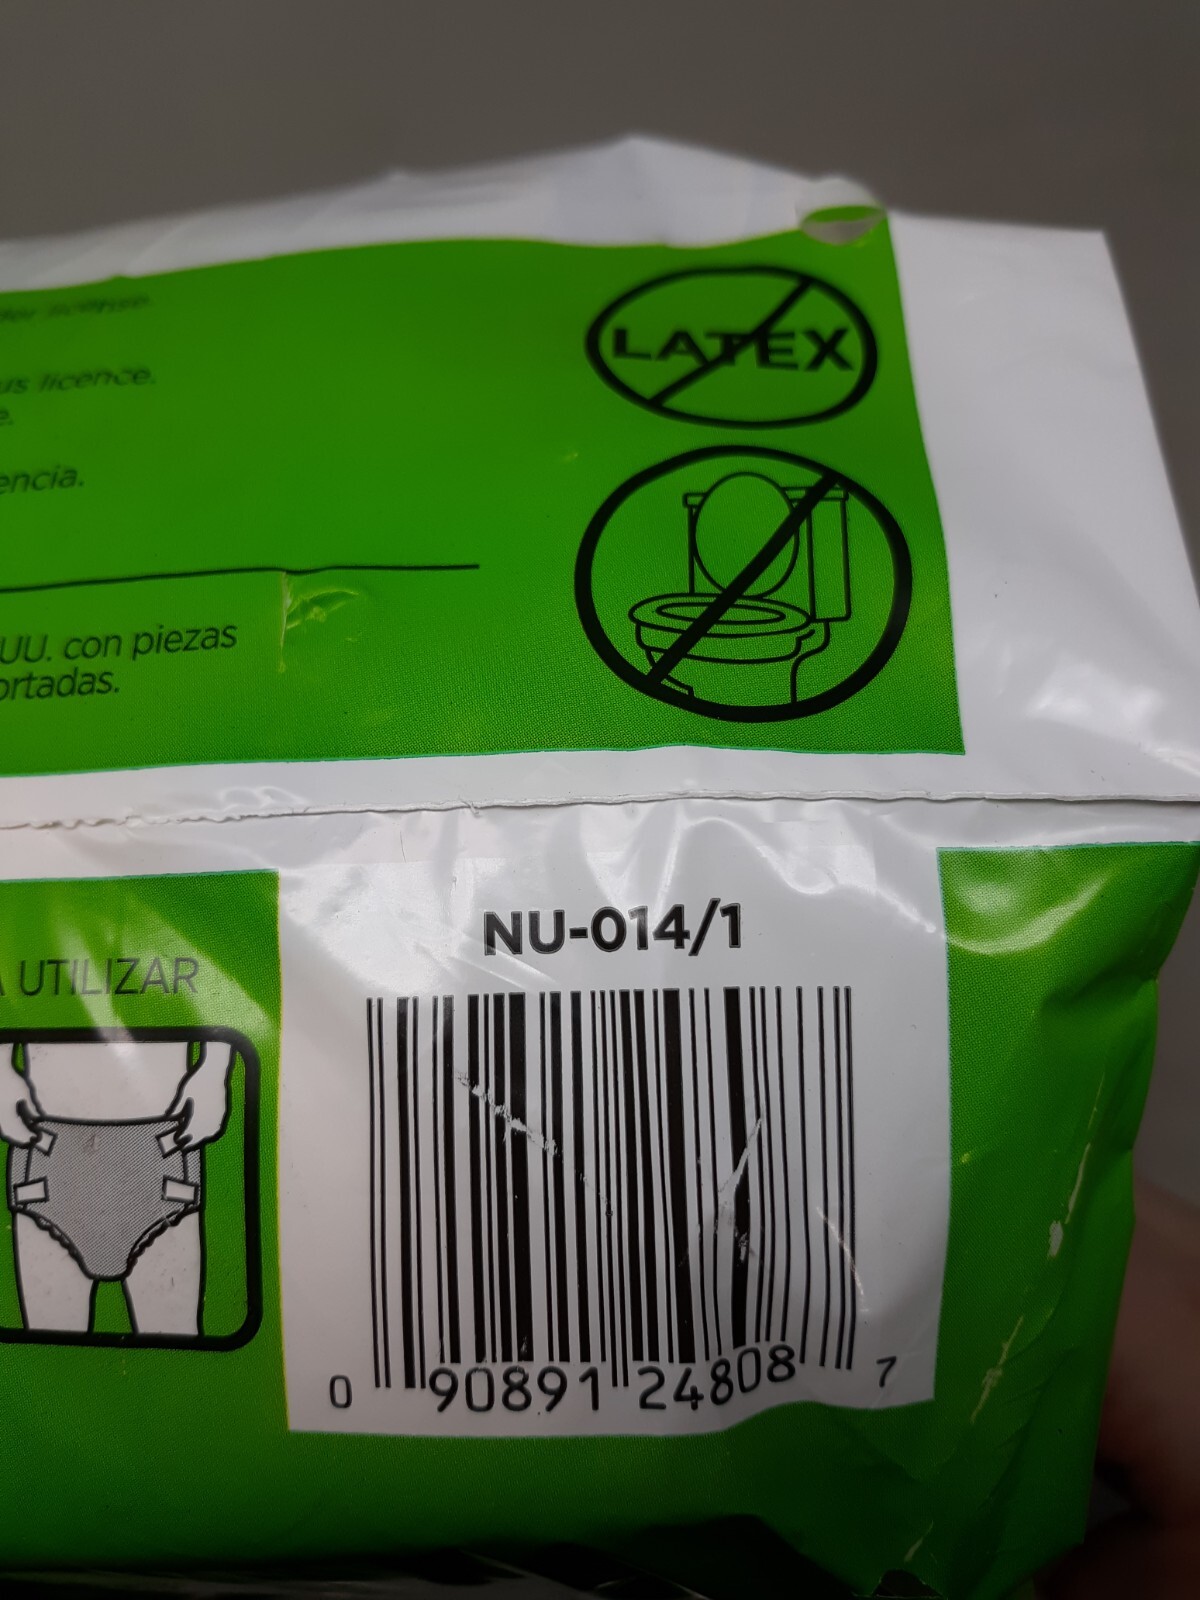 us licence.
e.
encia.
UU. con piezas
ortadas.
LATEX
A UTILIZAR
NU-014/1
0 90891 24808 7